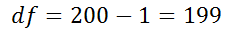 df = 200 − 1 = 199